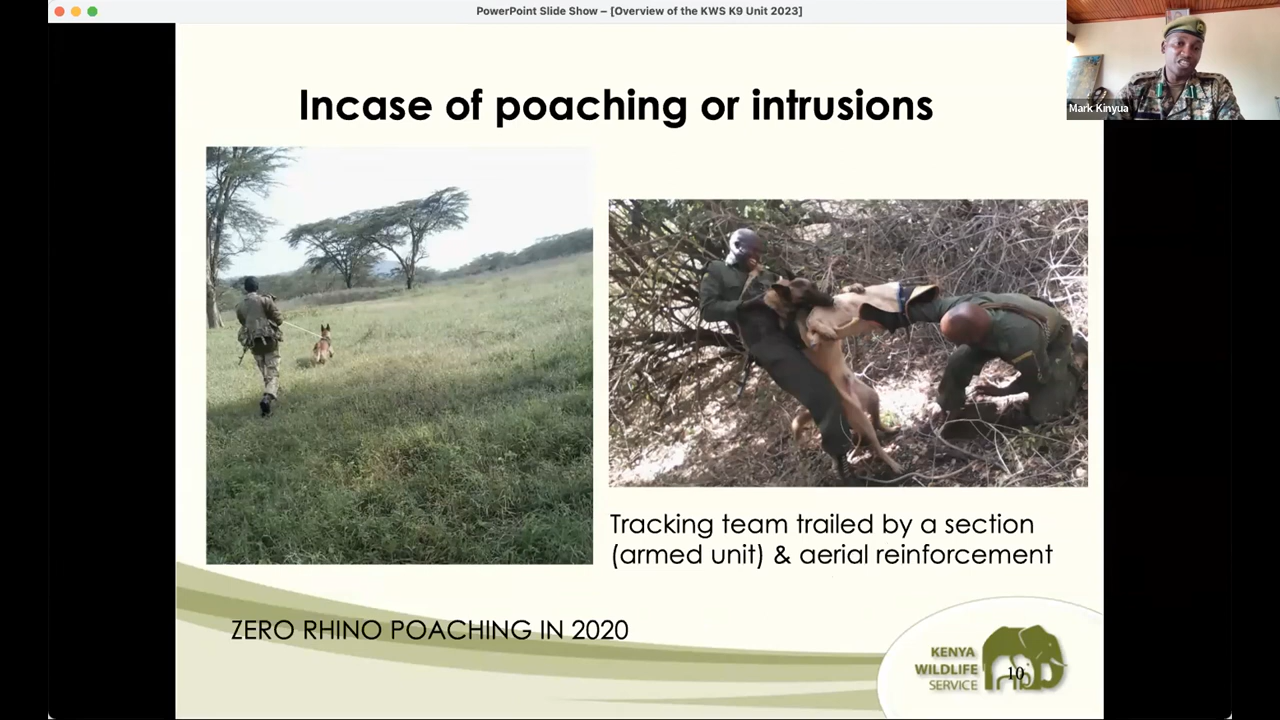 PowerPoint Slide Show – [Overview of the KWS K9 Unit 2023]
Mark Kinyua
Incase of poaching or intrusions
Tracking team trailed by a section
(armed unit) & aerial reinforcement
ZERO RHINO POACHING IN 2020
KENYA
WILDLIFE
SERVICE
10